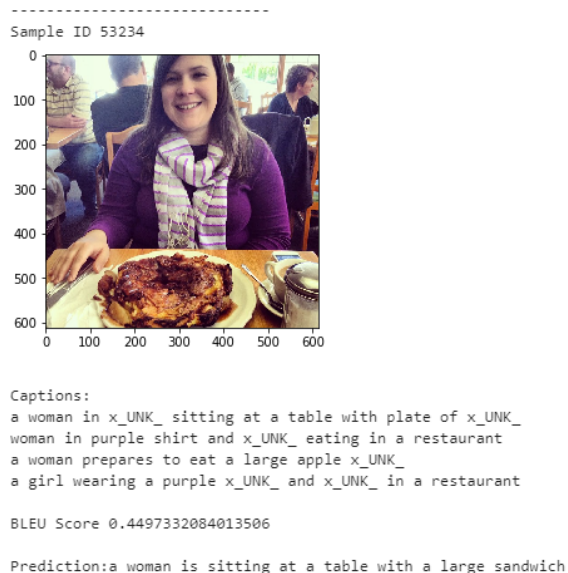 -----------------------------
Sample ID 53234
0
100
200
300
400
500
600
0 100 200 300 400 500 600
Captions:
a woman in x_UNK_ sitting at a table with plate of x_UNK_
woman in purple shirt and x_UNK_ eating in a restaurant
a woman prepares to eat a large apple x_UNK_
a girl wearing a purple x_UNK_ and x_UNK_ in a restaurant
BLEU Score 0.4497332084013506
Prediction:a woman is sitting at a table with a large sandwich